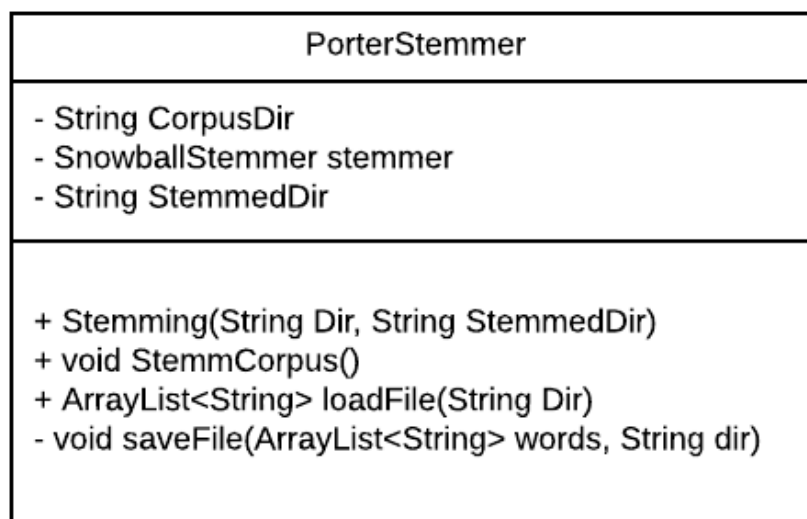 PorterStemmer
- String CorpusDir
- SnowballStemmer stemmer
- String StemmedDir
+ Stemming(String Dir, String StemmedDir)
+ void StemmCorpus()
+ ArrayList<String> loadFile(String Dir)
- void saveFile(ArrayList<String> words, String dir)